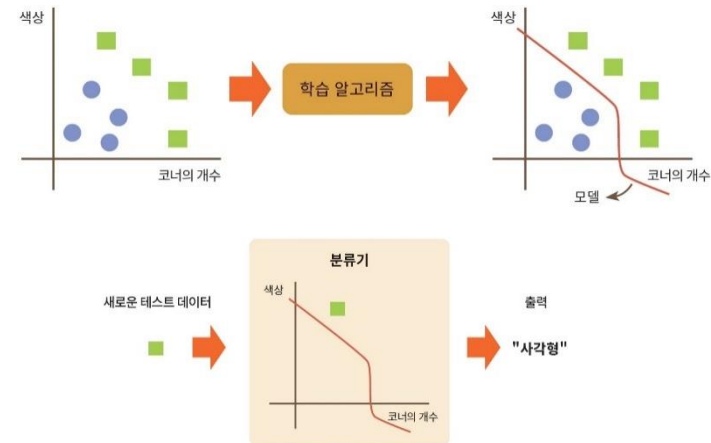 색상
코너의 개수
학습 알고리즘
색상
코너의 개수
모델
새로운 테스트 데이터
분류기
색상
코너의 개수
출력
"사각형"